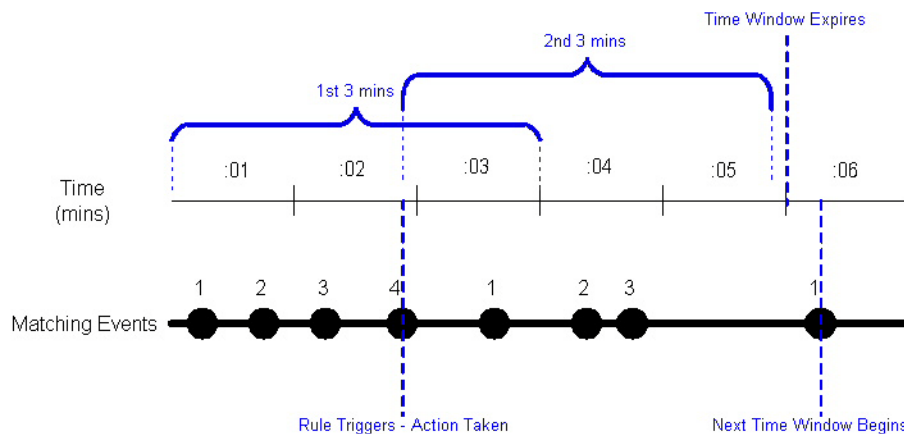 Time Window Expires
2nd 3 mins
1st 3 mins
:01 :02 :03 :04 :05 :06
Time
(mins)
1 2 3 4 1 2 3 1
Matching Events
Rule Triggers - Action Taken
Next Time Window Begins